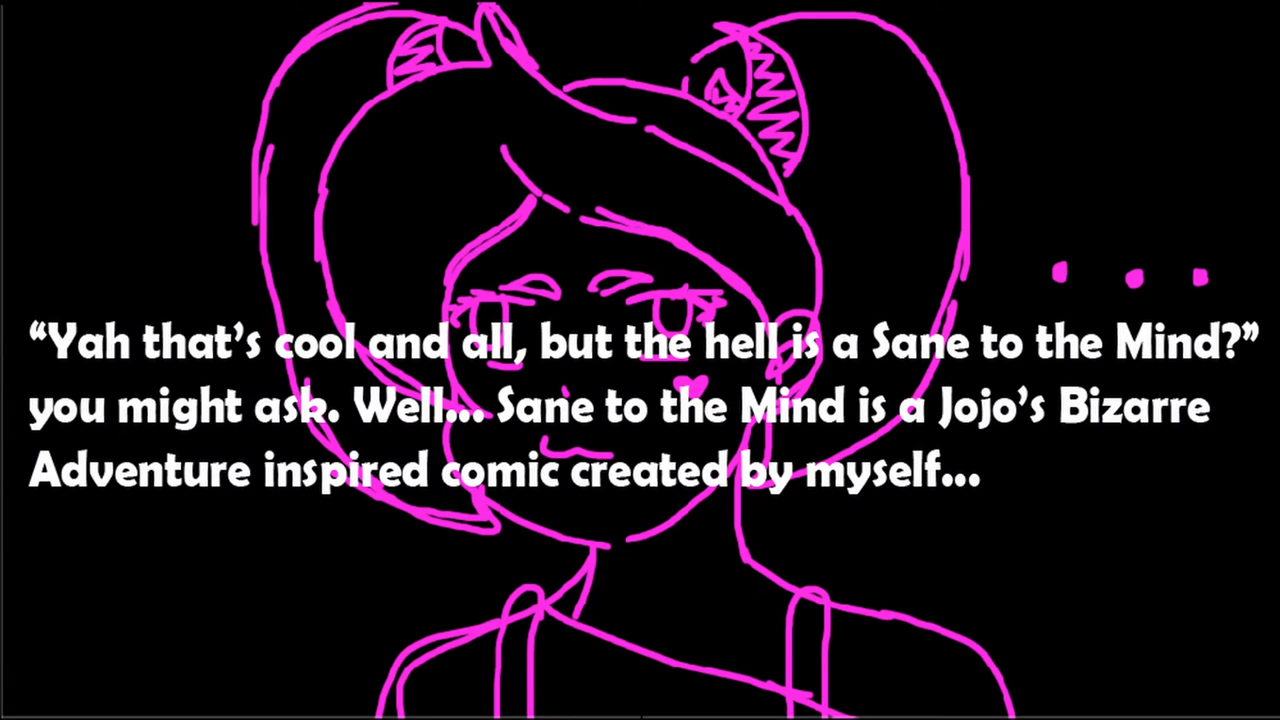 “Yah that’s cool and all, but the hell is a Sane to the Mind?”
you might ask. Well... Sane to the Mind is a Jojo’s Bizarre
Adventure inspired comic created by myself...